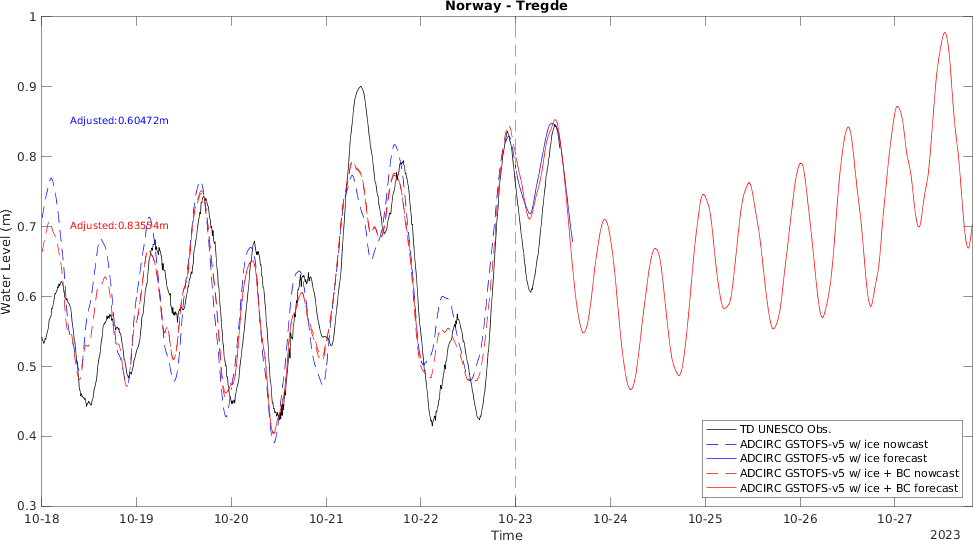 Norway - Tregde
1
0.9
0.8
0.7
0.6
0.5
0.4
0.3
Water Level (m)
Adjusted:0.60472m
Adjusted:0.83554m
TD UNESCO Obs.
ADCIRC GSTOFS-v5 w/ ice nowcast
ADCIRC GSTOFS-v5 w/ ice forecast
ADCIRC GSTOFS-v5 w/ ice + BC nowcast
ADCIRC GSTOFS-v5 w/ ice + BC forecast
10-18 10-19 10-20 10-21 10-22 10-23 10-24 10-25 10-26 10-27
Time
2023